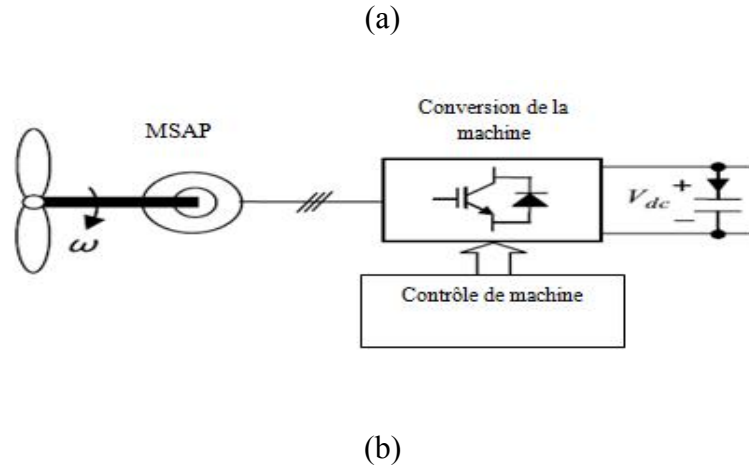 (a)
Conversion de la
machine
MSAP
V_dc + −
ω
Contrôle de machine
(b)